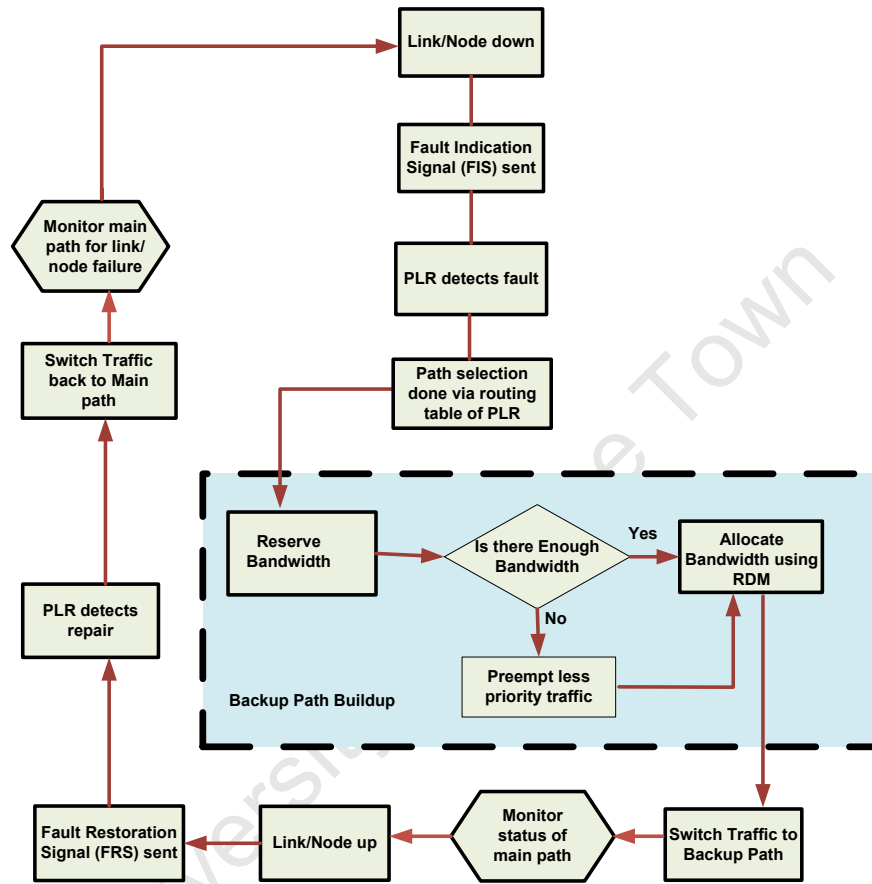 Link/Node down
Fault Indication
Signal (FIS) sent
Monitor main
path for link/
node failure
PLR detects fault
Switch Traffic
back to Main
path
Path selection
done via routing
table of PLR
Reserve
Bandwidth
Is there Enough
Bandwidth
Yes
Allocate
Bandwidth using
RDM
No
PLR detects
repair
Preempt less
priority traffic
Backup Path Buildup
Fault Restoration
Signal (FRS) sent
Link/Node up
Monitor
status of
main path
Switch Traffic to
Backup Path
Town